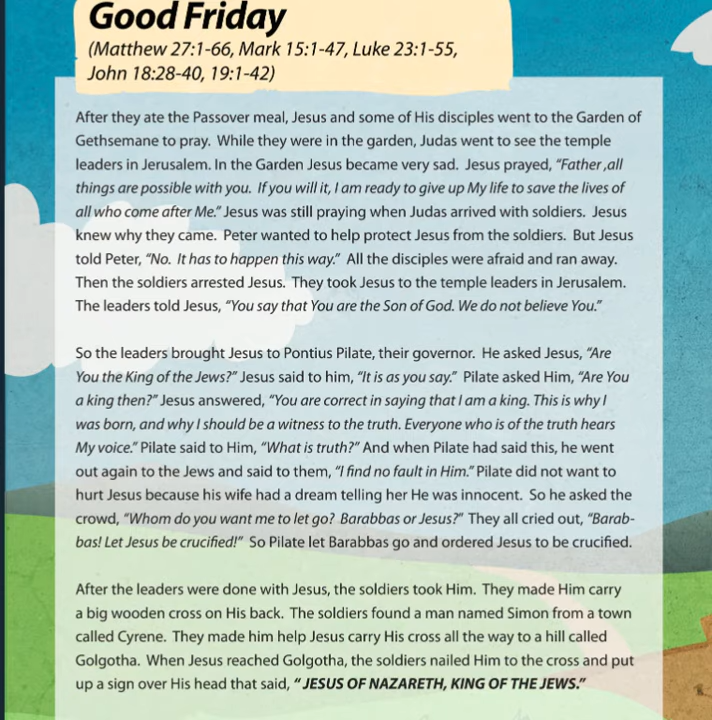 Good Friday
(Matthew 27:1-66, Mark 15:1-47, Luke 23:1-55,
John 18:28-40, 19:1-42)
After they ate the Passover meal, Jesus and some of His disciples went to the Garden of
Gethsemane to pray. While they were in the garden, Judas went to see the temple
leaders in Jerusalem. In the Garden Jesus became very sad. Jesus prayed, “Father ,all
things are possible with you. If you will it, I am ready to give up My life to save the lives of
all who come after Me.” Jesus was still praying when Judas arrived with soldiers. Jesus
knew why they came. Peter wanted to help protect Jesus from the soldiers. But Jesus
told Peter, “No. It has to happen this way.” All the disciples were afraid and ran away.
Then the soldiers arrested Jesus. They took Jesus to the temple leaders in Jerusalem.
The leaders told Jesus, “You say that You are the Son of God. We do not believe You.”
So the leaders brought Jesus to Pontius Pilate, their governor. He asked Jesus, “Are
You the King of the Jews?” Jesus said to him, “It is as you say.” Pilate asked Him, “Are You
a king then?” Jesus answered, “You are correct in saying that I am a king. This is why I
was born, and why I should be a witness to the truth. Everyone who is of the truth hears
My voice.” Pilate said to Him, “What is truth?” And when Pilate had said this, he went
out again to the Jews and said to them, “I find no fault in Him.” Pilate did not want to
hurt Jesus because his wife had a dream telling her He was innocent. So he asked the
crowd, “Whom do you want me to let go? Barabbas or Jesus?” They all cried out, “Barab-
bas! Let Jesus be crucified!” So Pilate let Barabbas go and ordered Jesus to be crucified.
After the leaders were done with Jesus, the soldiers took Him. They made Him carry
a big wooden cross on His back. The soldiers found a man named Simon from a town
called Cyrene. They made him help Jesus carry His cross all the way to a hill called
Golgotha. When Jesus reached Golgotha, the soldiers nailed Him to the cross and put
up a sign over His head that said, “ JESUS OF NAZARETH, KING OF THE JEWS.”